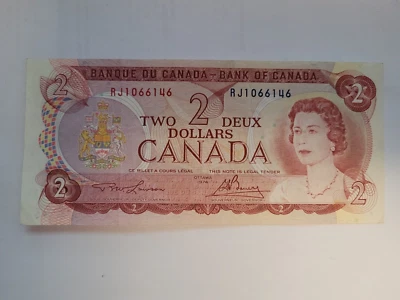 BANQUE DU CANADA - BANK OF CANADA
RJ1066146 RJ1066146
2 2 2
TWO DEUX
DOLLARS
CANADA
CE BILLET A COURS LÉGAL THIS NOTE IS LEGAL TENDER
2 OTTAWA 2
1974